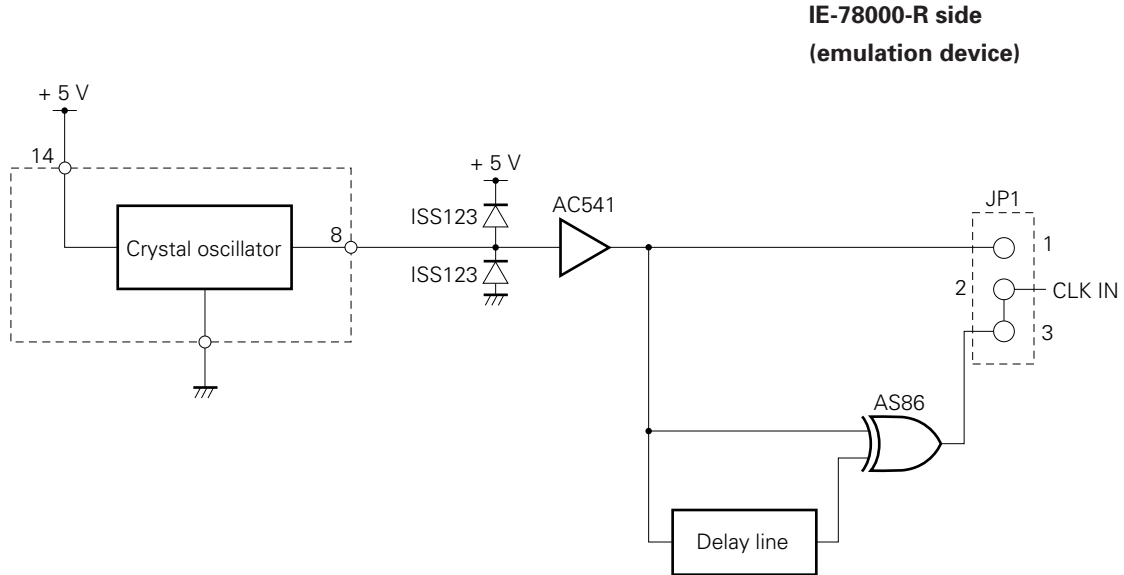 IE-78000-R side
(emulation device)
+ 5 V
14
+ 5 V
ISS123
AC541
JP1
Crystal oscillator
8
1
ISS123
2
CLK IN
3
AS86
Delay line